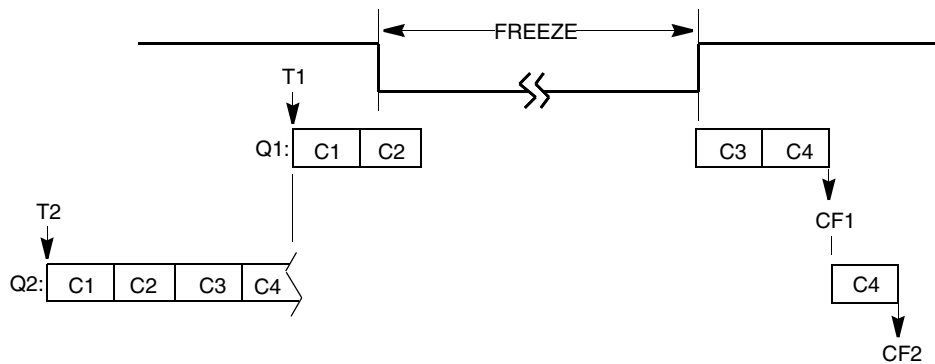 FREEZE
T1
Q1: C1 C2 C3 C4
CF1
T2
Q2: C1 C2 C3 C4 C4
CF2